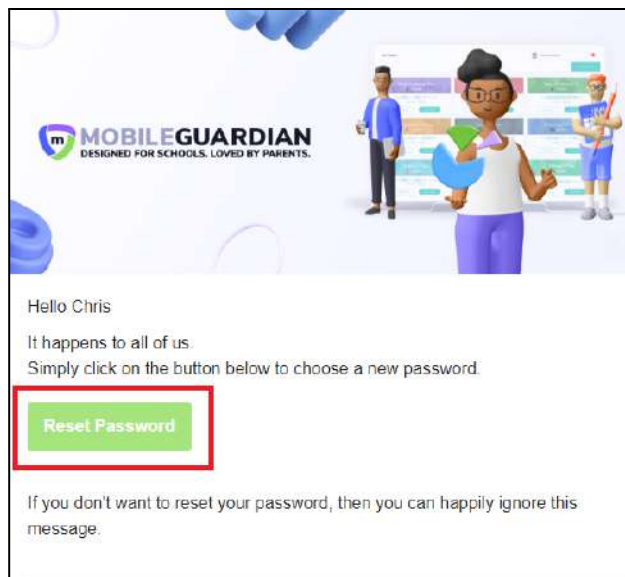 MOBILEGUARDIAN
DESIGNED FOR SCHOOLS. LOVED BY PARENTS.
Hello Chris
It happens to all of us.
Simply click on the button below to choose a new password.
Reset Password
If you don't want to reset your password, then you can happily ignore this
message.